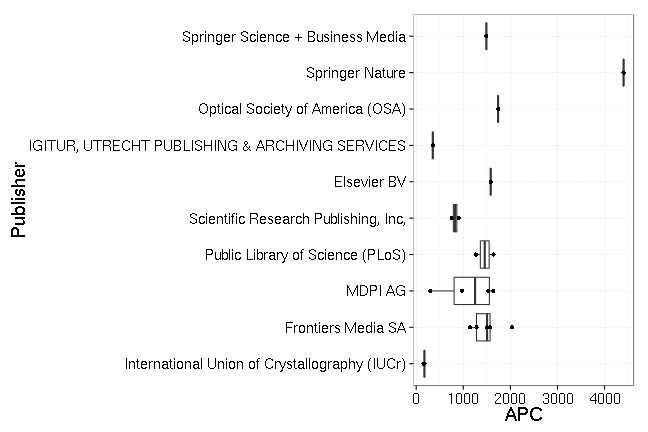 Springer Science + Business Media
Springer Nature
Optical Society of America (OSA)
IGITUR, UTRECHT PUBLISHING & ARCHIVING SERVICES
Elsevier BV
Scientific Research Publishing, Inc,
Public Library of Science (PLoS)
MDPI AG
Frontiers Media SA
International Union of Crystallography (IUCr)
Publisher
0 1000 2000 3000 4000
APC